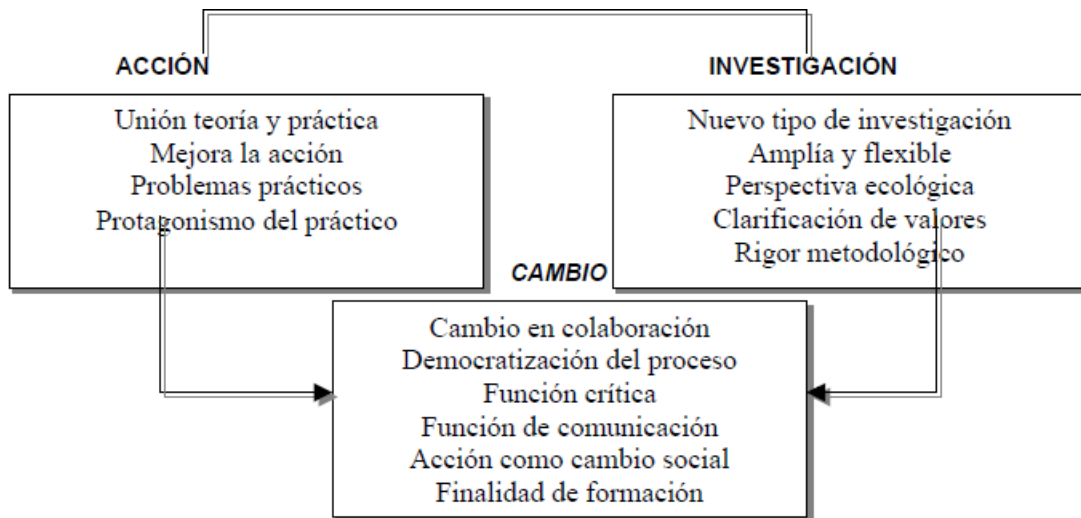 ACCIÓN
Unión teoría y práctica
Mejora la acción
Problemas prácticos
Protagonismo del práctico
INVESTIGACIÓN
Nuevo tipo de investigación
Amplía y flexible
Perspectiva ecológica
Clarificación de valores
Rigor metodológico
CAMBIO
Cambio en colaboración
Democratización del proceso
Función crítica
Función de comunicación
Acción como cambio social
Finalidad de formación